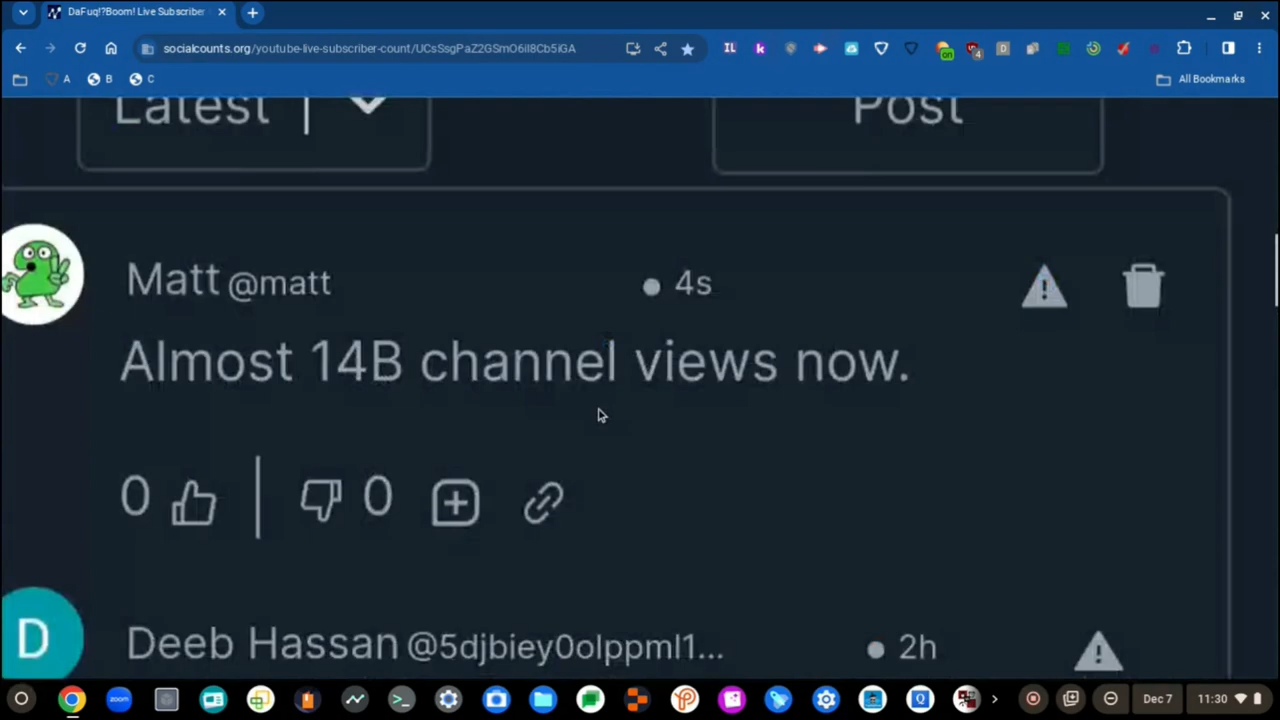 DaFuq!?Boom! Live Subscriber
socialcounts.org/youtube-live-subscriber-count/UCsSsgPaZ2GSmO6il8Cb5iGA
A
B
C
All Bookmarks
Latest
Post
Matt @matt
4s
Almost 14B channel views now.
0
0
D
Deeb Hassan @5djbiey0olppml1...
2h
Dec 7
11:30